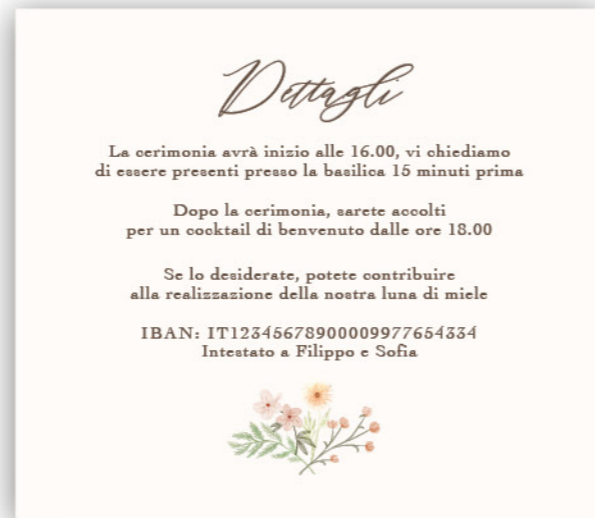 Dettagli
La cerimonia avrà inizio alle 16.00, vi chiediamo
di essere presenti presso la basilica 15 minuti prima
Dopo la cerimonia, sarete accolti
per un cocktail di benvenuto dalle ore 18.00
Se lo desiderate, potete contribuire
alla realizzazione della nostra luna di miele
IBAN: IT12345678900009977654334
Intestato a Filippo e Sofia